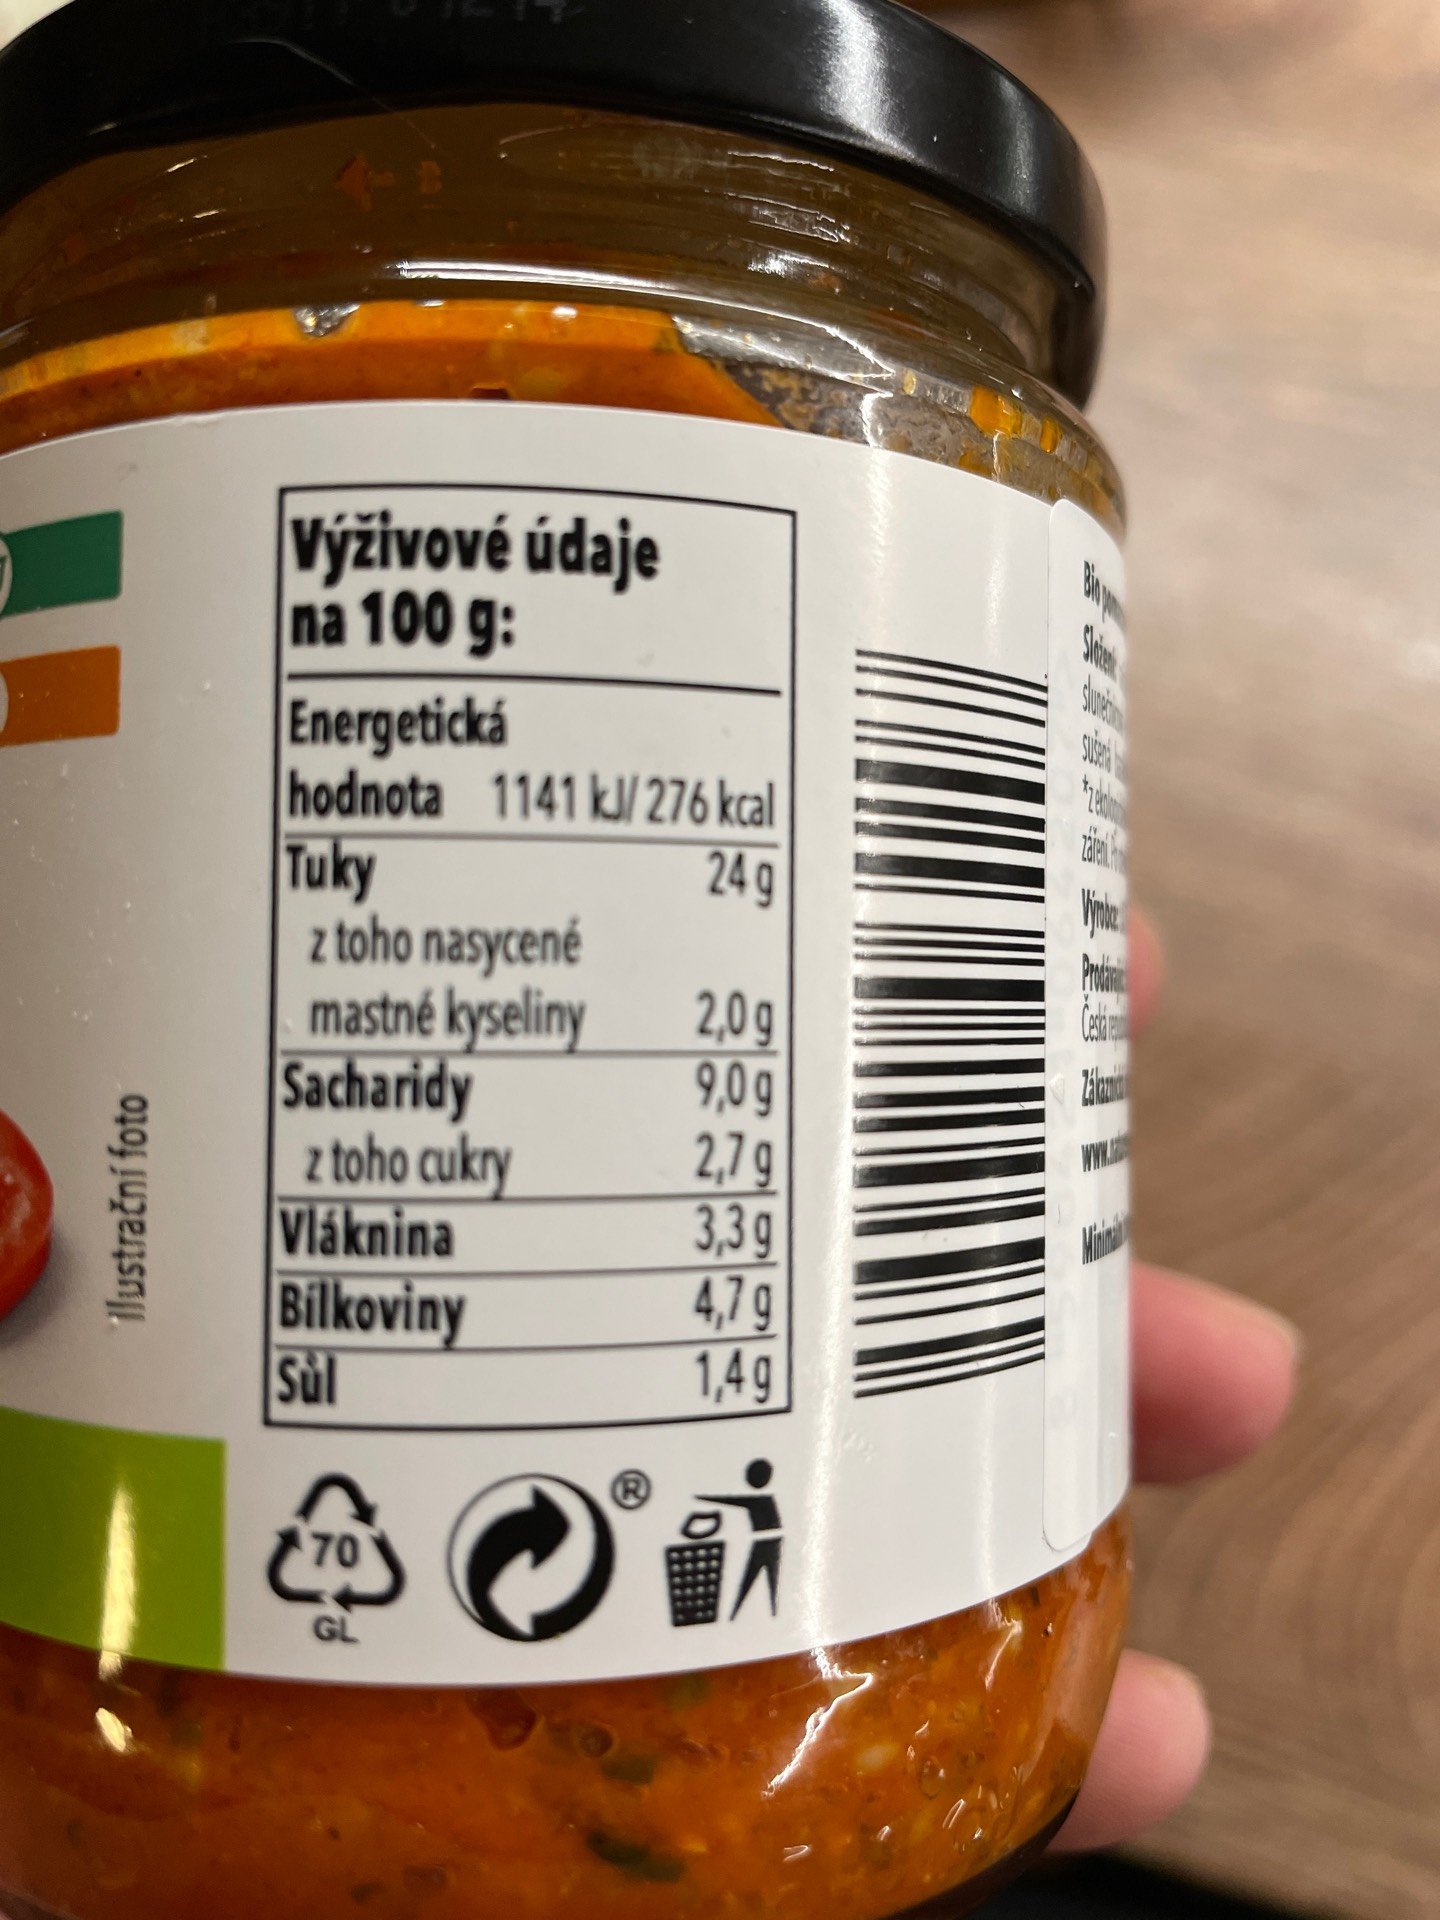 Výživové údaje
na 100 g:
Energetická
hodnota 1141 kJ/ 276 kcal
Tuky 24 g
z toho nasycené
mastné kyseliny 2,0 g
Sacharidy 9,0 g
z toho cukry 2,7 g
Vláknina 3,3 g
Bílkoviny 4,7 g
Sůl 1,4 g
Ilustrační foto
70
GL
®
Bio
Složení:
sušená
Výrobce:
Česká